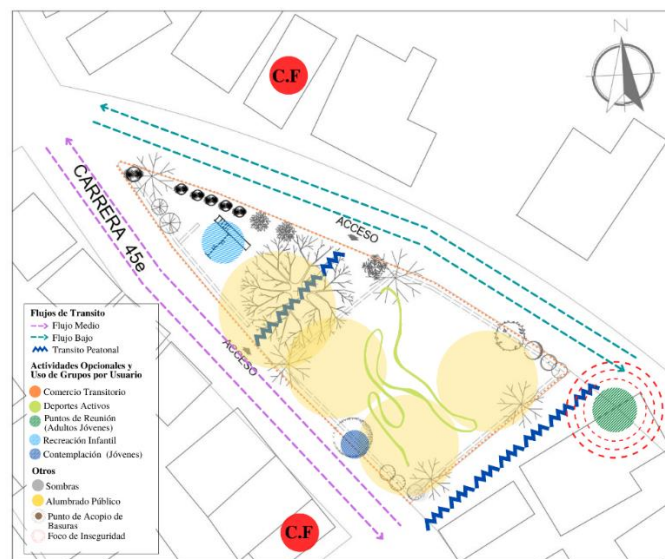 C.F
N
CARRERA 45e
ACCESO
ACCESO
Flujos de Transito
Flujo Medio
Flujo Bajo
Transito Peatonal
Actividades Opcionales y
Uso de Grupos por Usuario
Comercio Transitorio
Deportes Activos
Puntos de Reunión
(Adultos Jóvenes)
Recreación Infantil
Contemplación (Jóvenes)
Otros
Sombras
Alumbrado Público
Punto de Acopio de
Basuras
Foco de Inseguridad
C.F